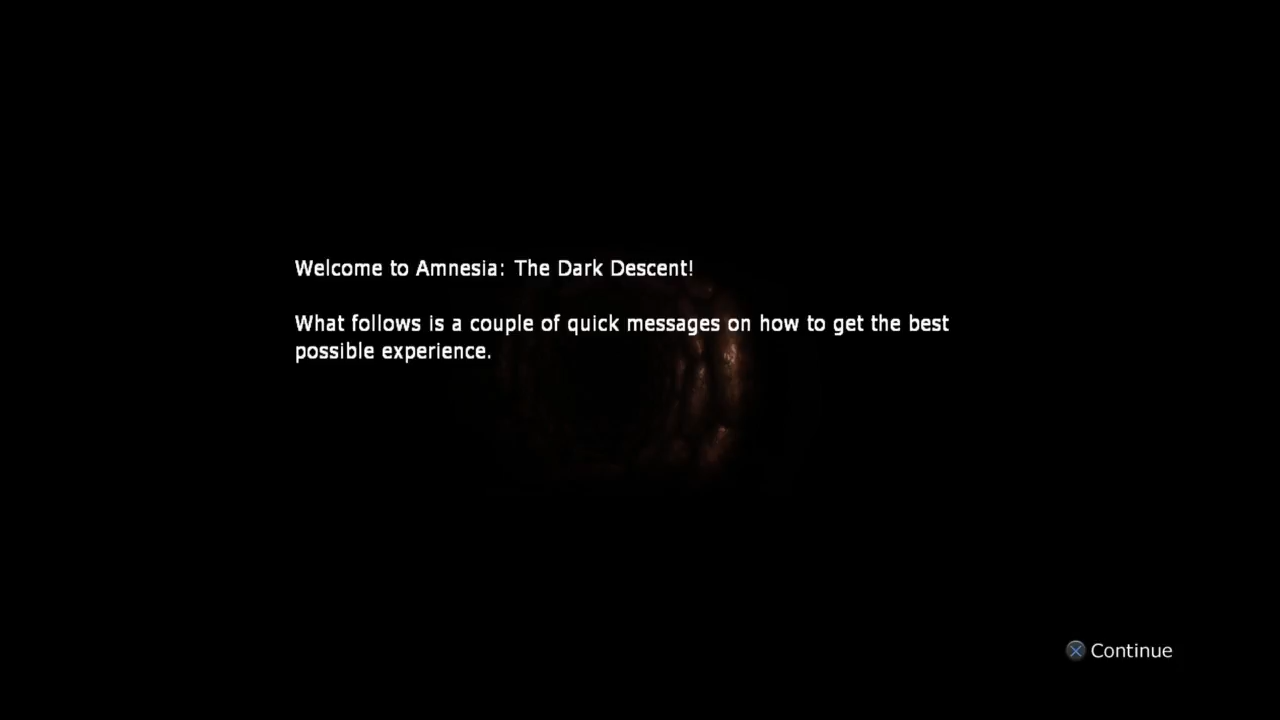 Welcome to Amnesia: The Dark Descent!
What follows is a couple of quick messages on how to get the best
possible experience.
Continue